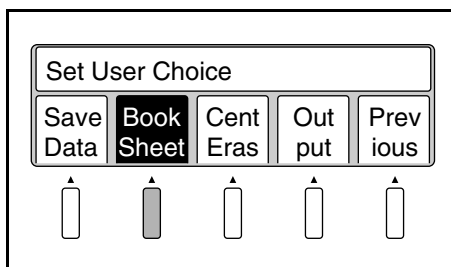 Set User Choice
Save Book Cent Out Prev
Data Sheet Eras put ious